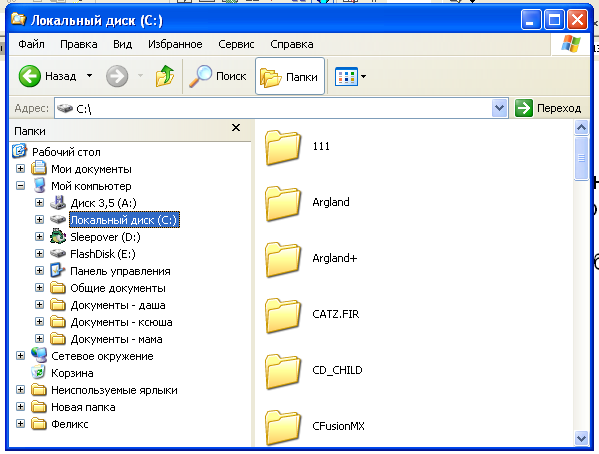 Локальный диск (C:)
Файл Правка Вид Избранное Сервис Справка
Назад Поиск Папки
Адрес: C:\ Переход
Папки
Рабочий стол
Мои документы
Мой компьютер
Диск 3,5 (A:)
Локальный диск (C:)
Sleepover (D:)
FlashDisk (E:)
Панель управления
Общие документы
Документы - даша
Документы - ксюша
Документы - мама
Сетевое окружение
Корзина
Неиспользуемые ярлыки
Новая папка
Феликс
111
Argland
Argland+
CATZ.FIR
CD_CHILD
CFusionMX